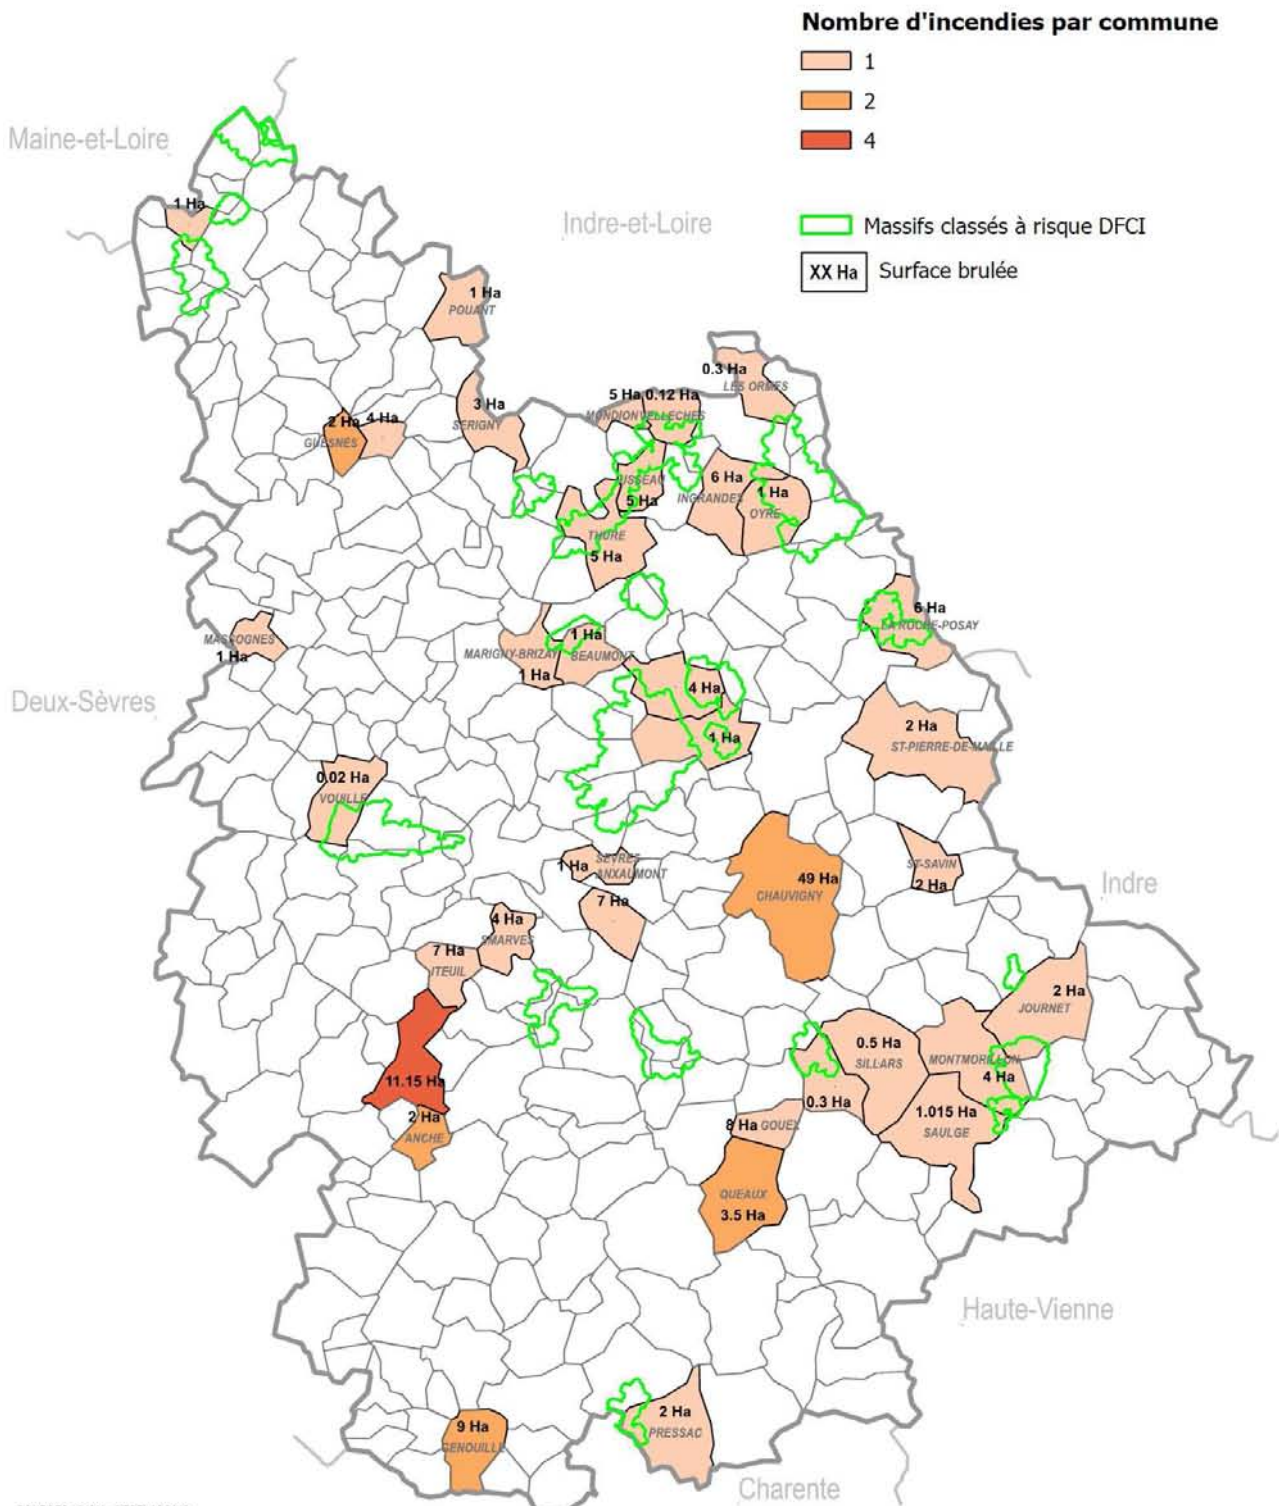 Nombre d'incendies par commune
1
2
4
Massifs classés à risque DFCI
XX Ha Surface brulée
Maine-et-Loire
Indre-et-Loire
1 Ha
1 Ha
POUANT
0.3 Ha
LES ORMES
5 Ha 0.12 Ha
MONDION VELLECHES
3 Ha
SERIGNY
2 Ha 4 Ha
GUESNES
6 Ha
INGRANDES
1 Ha
OYRE
5 Ha
THURE
5 Ha
6 Ha
LA ROCHE-POSAY
MASSOGNES
1 Ha
1 Ha
MARIGNY-BRIZAY BEAUMONT
1 Ha
4 Ha
Deux-Sèvres
1 Ha
2 Ha
ST-PIERRE-DE-MAILLE
0.02 Ha
VOUILLE
1 Ha
SEVRES-
ANXAUMONT
ST-SAVIN
2 Ha
49 Ha
CHAUVIGNY
Indre
7 Ha
4 Ha
SMARVES
7 Ha
ITEUIL
2 Ha
JOURNET
0.5 Ha
SILLARS
MONTMORILLON
4 Ha
11.15 Ha
0.3 Ha
1.015 Ha
SAULGE
2 Ha
ANCHE
8 Ha GOUEX
QUEAUX
3.5 Ha
Haute-Vienne
2 Ha
PRESSAC
9 Ha
GENOUILLE
Charente